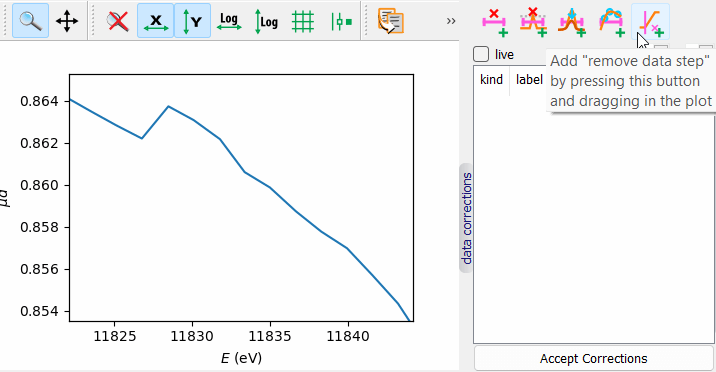 Log
Log
»
live
Add "remove data step"
by pressing this button
and dragging in the plot
kind
label
data corrections
0.864
0.862
0.860
0.858
0.856
0.854
μd
11825
11830
11835
11840
E (eV)
Accept Corrections